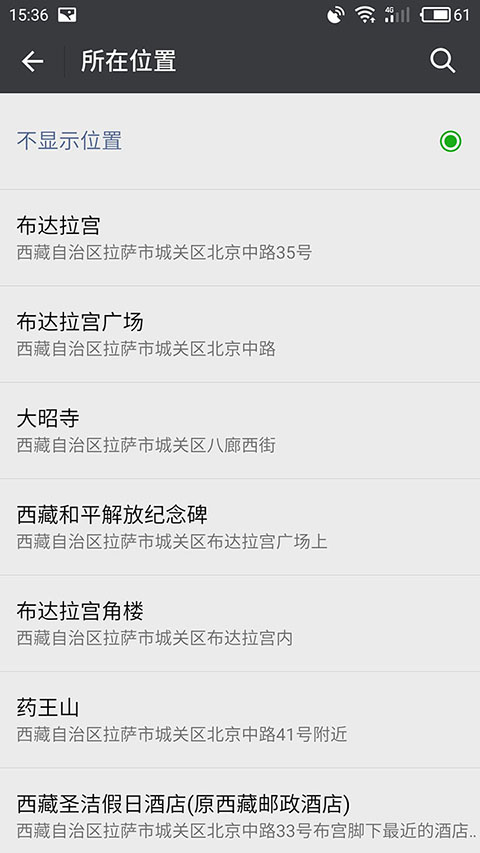 15:36 4G 61
所在位置
不显示位置
布达拉宫
西藏自治区拉萨市城关区北京中路35号
布达拉宫广场
西藏自治区拉萨市城关区北京中路
大昭寺
西藏自治区拉萨市城关区八廊西街
西藏和平解放纪念碑
西藏自治区拉萨市城关区布达拉宫广场上
布达拉宫角楼
西藏自治区拉萨市城关区布达拉宫内
药王山
西藏自治区拉萨市城关区北京中路41号附近
西藏圣洁假日酒店(原西藏邮政酒店)
西藏自治区拉萨市城关区北京中路33号布宫脚下最近的酒店..